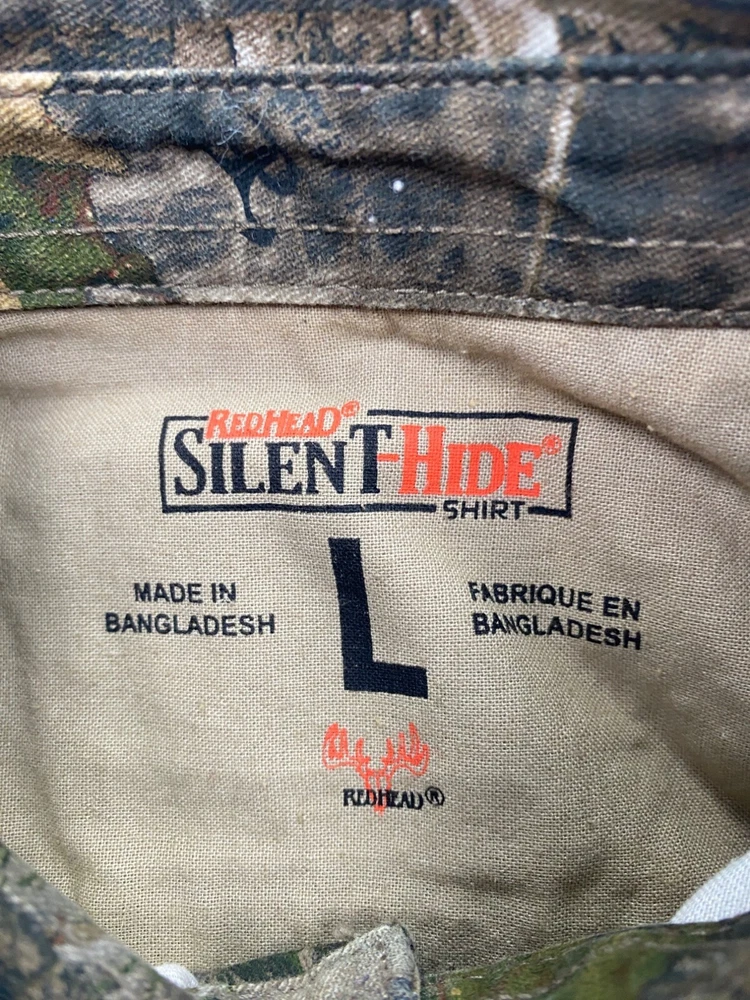 REDHEAD®
SILENT-HIDE®
SHIRT
L
MADE IN
BANGLADESH
FABRIQUE EN
BANGLADESH
REDHEAD®